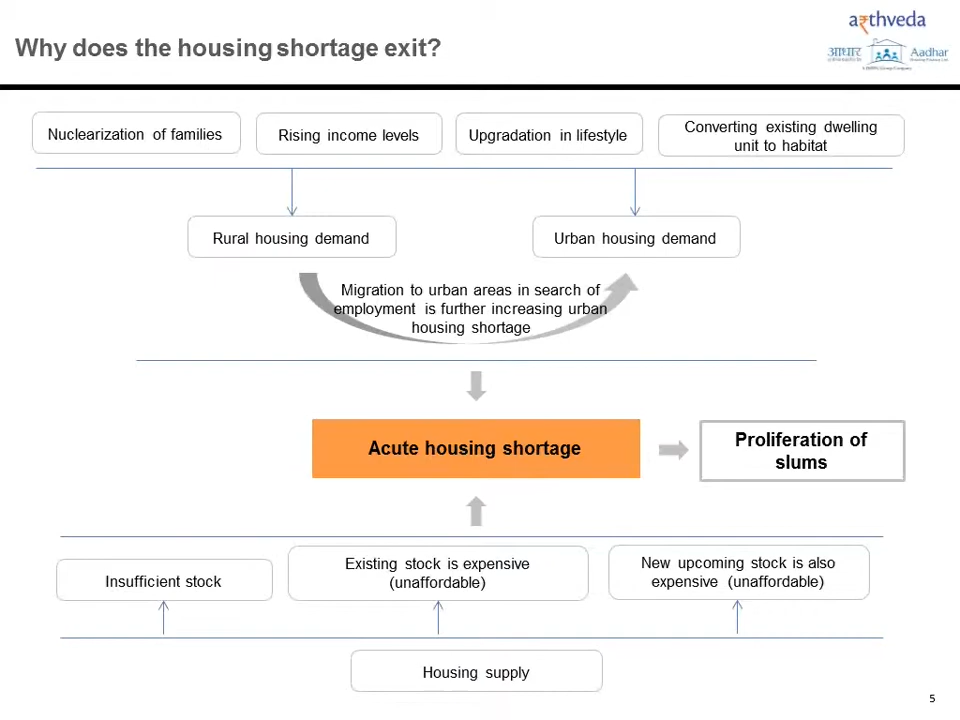 arthveda
Why does the housing shortage exit?
आधार
Aadhar
Nuclearization of families
Rising income levels
Upgradation in lifestyle
Converting existing dwelling
unit to habitat
Rural housing demand
Urban housing demand
Migration to urban areas in search of
employment is further increasing urban
housing shortage
Acute housing shortage
Proliferation of
slums
Insufficient stock
Existing stock is expensive
(unaffordable)
New upcoming stock is also
expensive (unaffordable)
Housing supply
5